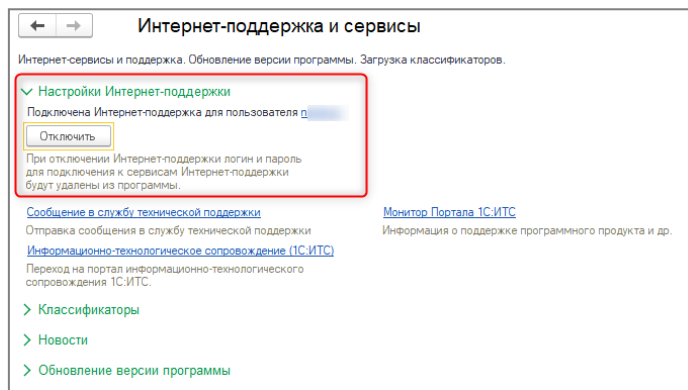 Интернет-поддержка и сервисы
Интернет-сервисы и поддержка. Обновление версии программы. Загрузка классификаторов.
Настройки Интернет-поддержки
Подключена Интернет-поддержка для пользователя
Отключить
При отключении Интернет-поддержки логин и пароль
для подключения к сервисам Интернет-поддержки
будут удалены из программы.
Сообщение в службу технической поддержки
Монитор Портала 1С:ИТС
Отправка сообщения в службу технической поддержки
Информация о поддержке программного продукта и др.
Информационно-технологическое сопровождение (1С:ИТС)
Переход на портал информационно-технологического
сопровождения 1С:ИТС.
Классификаторы
Новости
Обновление версии программы